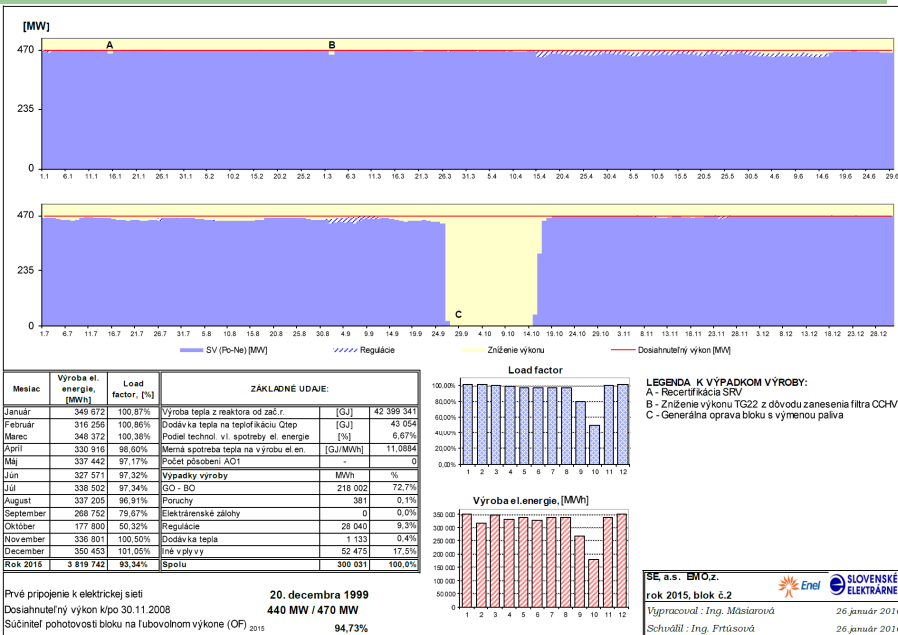 [MW]
470
235
0
A
B
1.1 6.1 11.1 16.1 21.1 26.1 31.1 5.2 10.2 15.2 20.2 25.2 1.3 6.3 11.3 16.3 21.3 26.3 31.3 5.4 10.4 15.4 20.4 25.4 30.4 5.5 10.5 15.5 20.5 25.5 30.5 4.6 9.6 14.6 19.6 24.6 29.6
470
235
0
C
1.7 6.7 11.7 16.7 21.7 26.7 31.7 5.8 10.8 15.8 20.8 25.8 30.8 4.9 9.9 14.9 19.9 24.9 29.9 4.10 9.10 14.10 19.10 24.10 29.10 3.11 8.11 13.11 18.11 23.11 28.11 3.12 8.12 13.12 18.12 23.12 28.12
SV (Po-Ne) [MW] Regulácie Zníženie výkonu Dosiahnuteľný výkon [MW]
Mesiac Výroba el. energie, [MWh] Load factor, [%] ZÁKLADNÉ UDAJE:
Január 349 672 100,87% Výroba tepla z reaktora od zač.r. [GJ] 42 399 341
Február 316 256 100,86% Dodávka tepla na teplofikáciu Qtep [GJ] 43 054
Marec 348 372 100,38% Podiel technol. vl. spotreby el. energie [%] 6,67%
Apríl 330 916 98,60% Merná spotreba tepla na výrobu el.en. [GJ/MWh] 11,0884
Máj 337 442 97,17% Počet pôsobení AO1 - 0
Jún 327 571 97,32% Výpadky výroby MWh %
Júl 338 502 97,34% GO - BO 218 002 72,7%
August 337 205 96,91% Poruchy 381 0,1%
September 268 752 79,67% Elektrárenské zálohy 0 0,0%
Október 177 800 50,32% Regulácie 28 040 9,3%
November 336 801 100,50% Dodávka tepla 1 133 0,4%
December 350 453 101,05% Iné vplyvy 52 475 17,5%
Rok 2015 3 819 742 93,34% Spolu 300 031 100,0%
Load factor
100,00%
80,00%
60,00%
40,00%
20,00%
0,00%
1 2 3 4 5 6 7 8 9 10 11 12
Výroba el.energie, [MWh]
350 000
300 000
250 000
200 000
150 000
100 000
50 000
0
1 2 3 4 5 6 7 8 9 10 11 12
LEGENDA K VÝPADKOM VÝROBY:
A - Recertifikácia SRV
B - Zníženie výkonu TG22 z dôvodu zanesenia filtra CCHV
C - Generálna oprava bloku s výmenou paliva
Prvé pripojenie k elektrickej sieti 20. decembra 1999
Dosiahnuteľný výkon k/po 30.11.2008 440 MW / 470 MW
Súčiniteľ pohotovosti bloku na ľubovolnom výkone (OF) 2015 94,73%
SE, a.s. EMO,z.
rok 2015, blok č.2
Enel
SLOVENSKÉ
ELEKTRÁRNE
Vypracoval : Ing. Mäsiarová 26.január 2016
Schválil : Ing. Frtúsová 26.január 2016